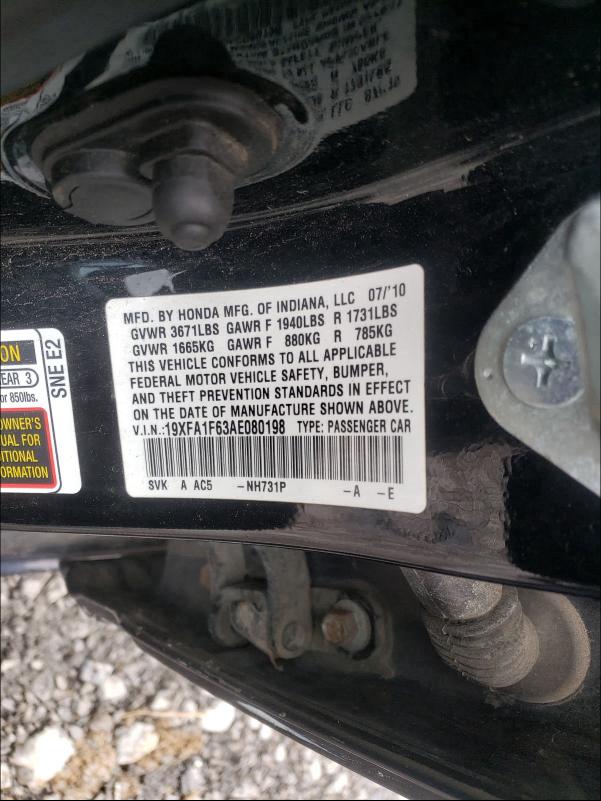 MFD. BY HONDA MFG. OF INDIANA, LLC 07/'10
GVWR 3671LBS GAWR F 1940LBS R 1731LBS
GVWR 1665KG GAWR F 880KG R 785KG
THIS VEHICLE CONFORMS TO ALL APPLICABLE
FEDERAL MOTOR VEHICLE SAFETY, BUMPER,
AND THEFT PREVENTION STANDARDS IN EFFECT
ON THE DATE OF MANUFACTURE SHOWN ABOVE.
V.I.N.:19XFA1F63AE080198 TYPE: PASSENGER CAR
SVK A AC5 -NH731P -A -E
ON
EAR 3
or 850lbs.
OWNER'S
UAL FOR
DITIONAL
FORMATION
SNE E2